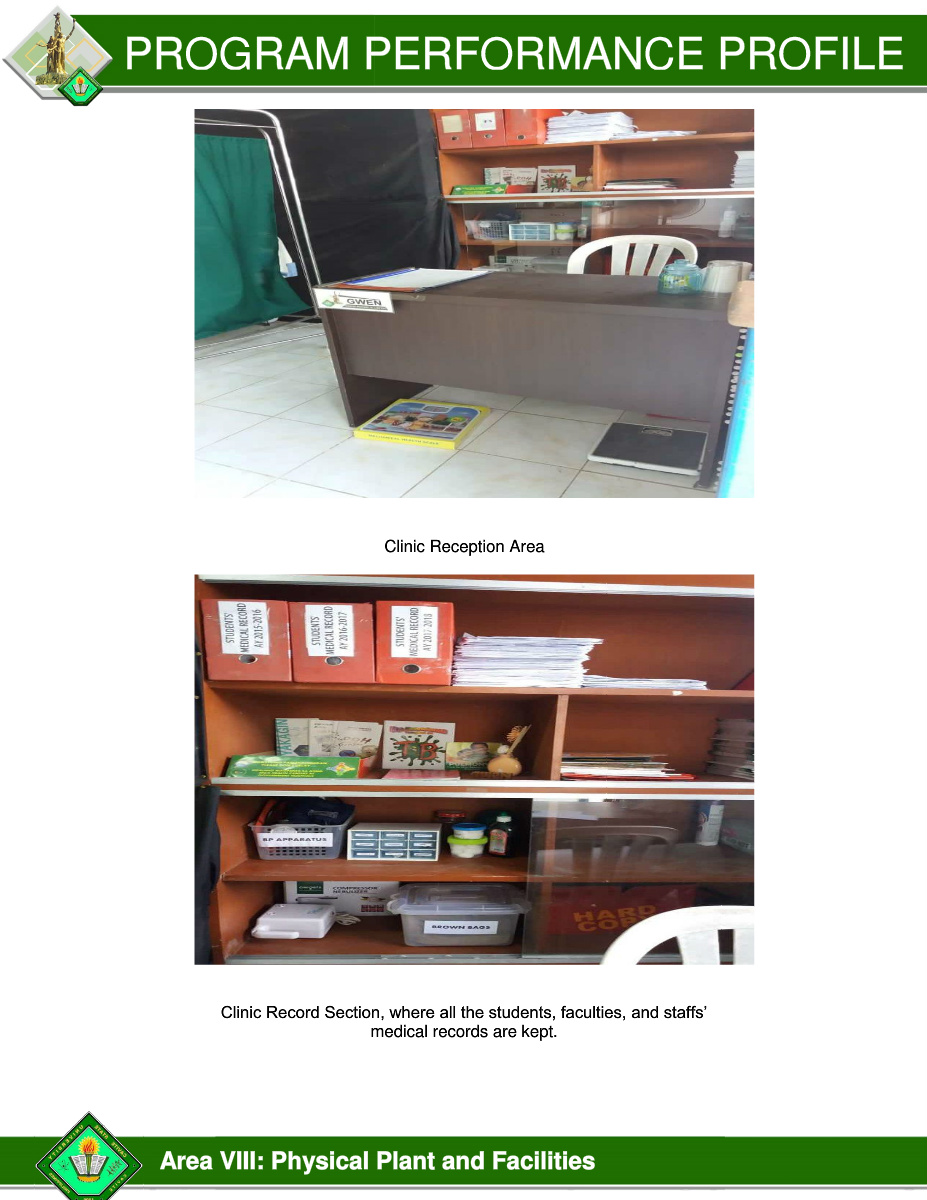 PROGRAM PERFORMANCE PROFILE
GWEN
Clinic Reception Area
STUDENTS'
MEDICAL RECORD
AY 2015-2016
STUDENTS'
MEDICAL RECORD
AY 2016-2017
STUDENTS'
MEDICAL RECORD
AY 2017-2018
BP APPARATUS
COMPRESSOR
NEBULIZER
BROWN BAGS
HARD
Clinic Record Section, where all the students, faculties, and staffs'
medical records are kept.
Area VIII: Physical Plant and Facilities